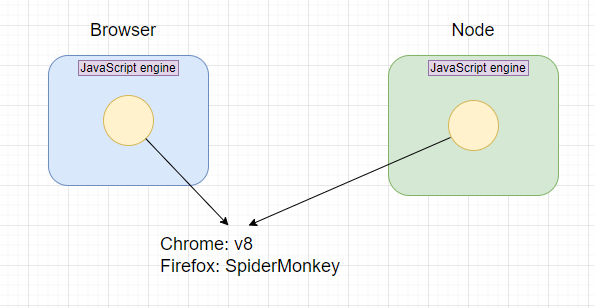 Browser
Node
JavaScript engine
JavaScript engine
Chrome: v8
Firefox: SpiderMonkey